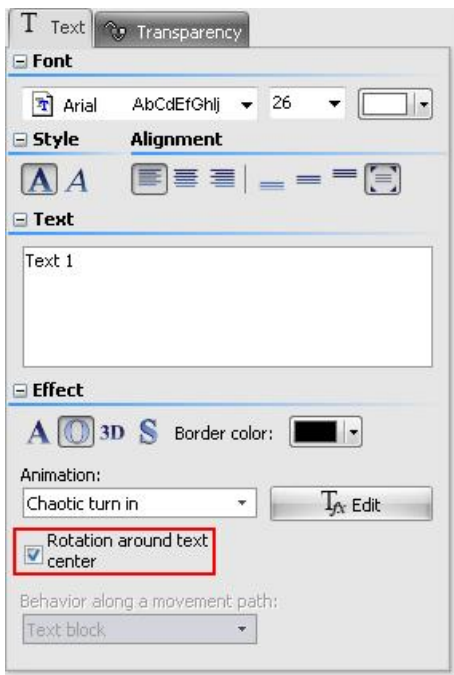 T Text Transparency
Font
Arial AbCdEfGhIj 26
Style Alignment
A A
Text
Text 1
Effect
A O 3D S Border color:
Animation:
Chaotic turn in Tfx Edit
Rotation around text
center
Behavior along a movement path:
Text block